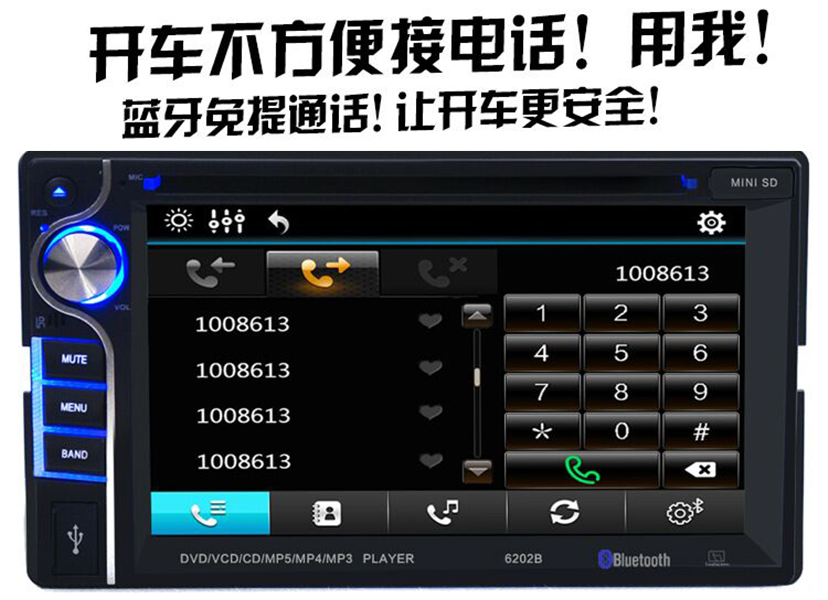 开车不方便接电话！用我！
蓝牙免提通话！让开车更安全！
MIC
MINI SD
RES
POW
VOL
IR
MUTE
MENU
BAND
1008613
1008613
1008613
1008613
1008613
1 2 3
4 5 6
7 8 9
* 0 #
DVD/VCD/CD/MP5/MP4/MP3 PLAYER
6202B
Bluetooth